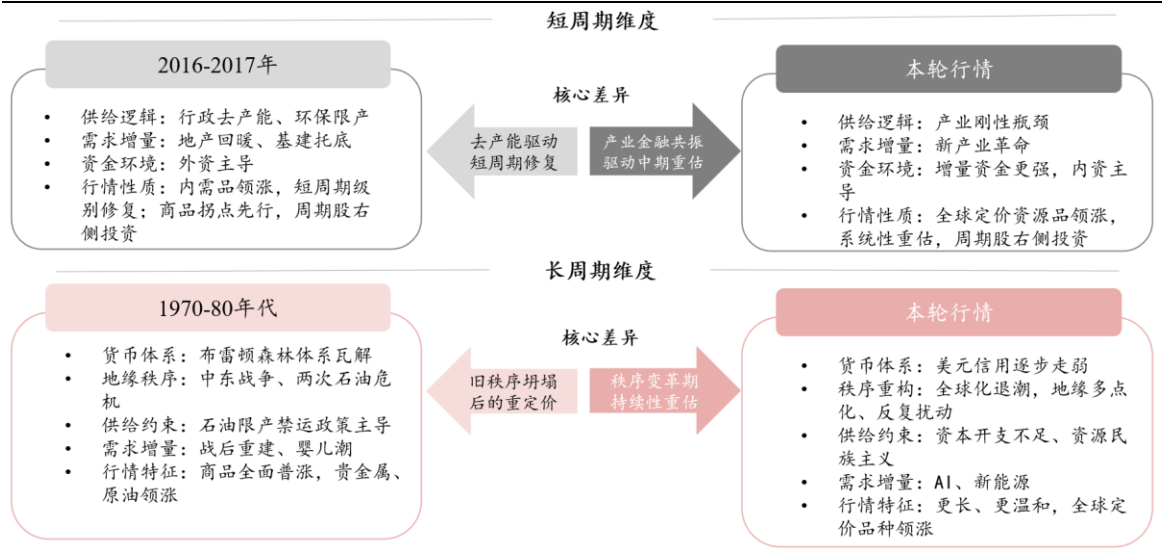 短周期维度
2016-2017年
• 供给逻辑：行政去产能、环保限产
• 需求增量：地产回暖、基建托底
• 资金环境：外资主导
• 行情性质：内需品领涨，短周期级
别修复；商品拐点先行，周期股右
侧投资
核心差异
去产能驱动
短周期修复
产业金融共振
驱动中期重估
本轮行情
• 供给逻辑：产业刚性瓶颈
• 需求增量：新产业革命
• 资金环境：增量资金更强，内资主
导
• 行情性质：全球定价资源品领涨，
系统性重估，周期股右侧投资
长周期维度
1970-80年代
• 货币体系：布雷顿森林体系瓦解
• 地缘秩序：中东战争、两次石油危
机
• 供给约束：石油限产禁运政策主导
• 需求增量：战后重建、婴儿潮
• 行情特征：商品全面普涨，贵金属、
原油领涨
核心差异
旧秩序坍塌
后的重定价
秩序变革期
持续性重估
本轮行情
• 货币体系：美元信用逐步走弱
• 秩序重构：全球化退潮，地缘多点
化、反复扰动
• 供给约束：资本开支不足、资源民
族主义
• 需求增量：AI、新能源
• 行情特征：更长、更温和，全球定
价品种领涨